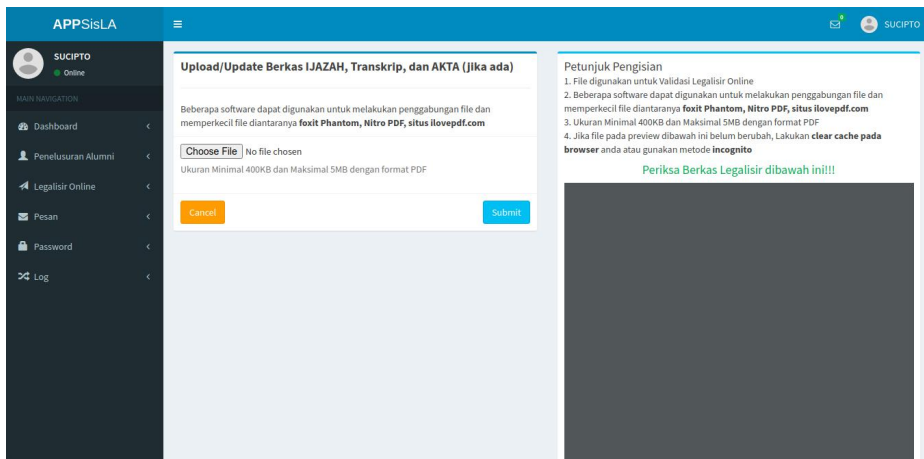 APPSisLA
0
SUCIPTO
SUCIPTO
Online
MAIN NAVIGATION
Dashboard
Penelusuran Alumni
Legalisir Online
Pesan
Password
Log
Upload/Update Berkas IJAZAH, Transkrip, dan AKTA (jika ada)
Beberapa software dapat digunakan untuk melakukan penggabungan file dan
memperkecil file diantaranya foxit Phantom, Nitro PDF, situs ilovepdf.com
Choose File No file chosen
Ukuran Minimal 400KB dan Maksimal 5MB dengan format PDF
Cancel
Submit
Petunjuk Pengisian
1. File digunakan untuk Validasi Legalisir Online
2. Beberapa software dapat digunakan untuk melakukan penggabungan file dan
memperkecil file diantaranya foxit Phantom, Nitro PDF, situs ilovepdf.com
3. Ukuran Minimal 400KB dan Maksimal 5MB dengan format PDF
4. Jika file pada preview dibawah ini belum berubah, Lakukan clear cache pada
browser anda atau gunakan metode incognito
Periksa Berkas Legalisir dibawah ini!!!